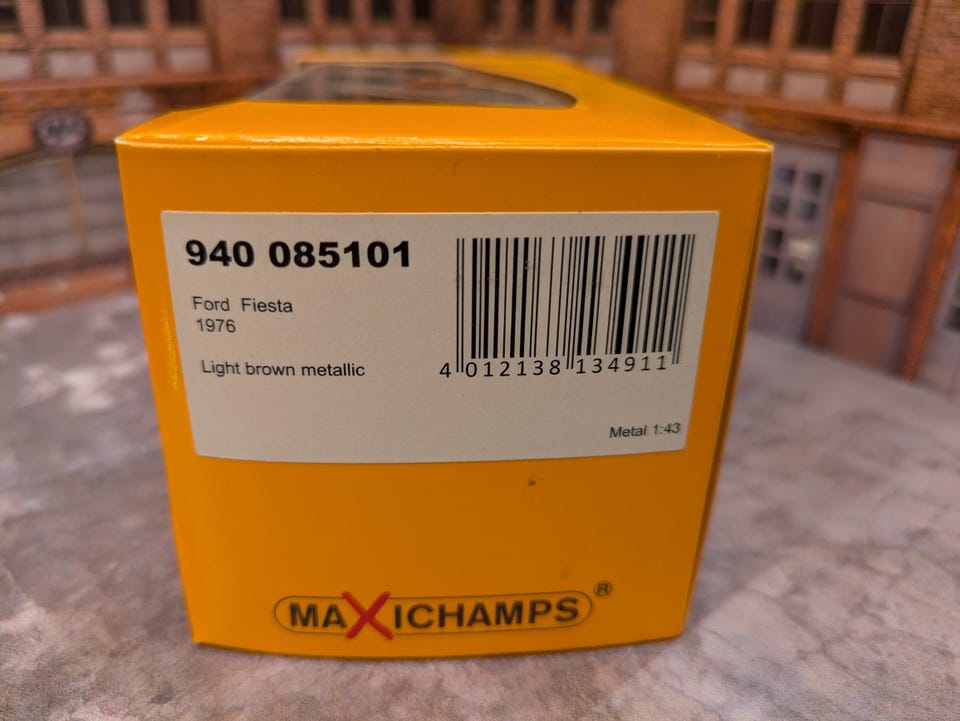 940 085101
Ford Fiesta
1976
Light brown metallic
4 012138 134911
Metal 1:43
MAXICHAMPS®